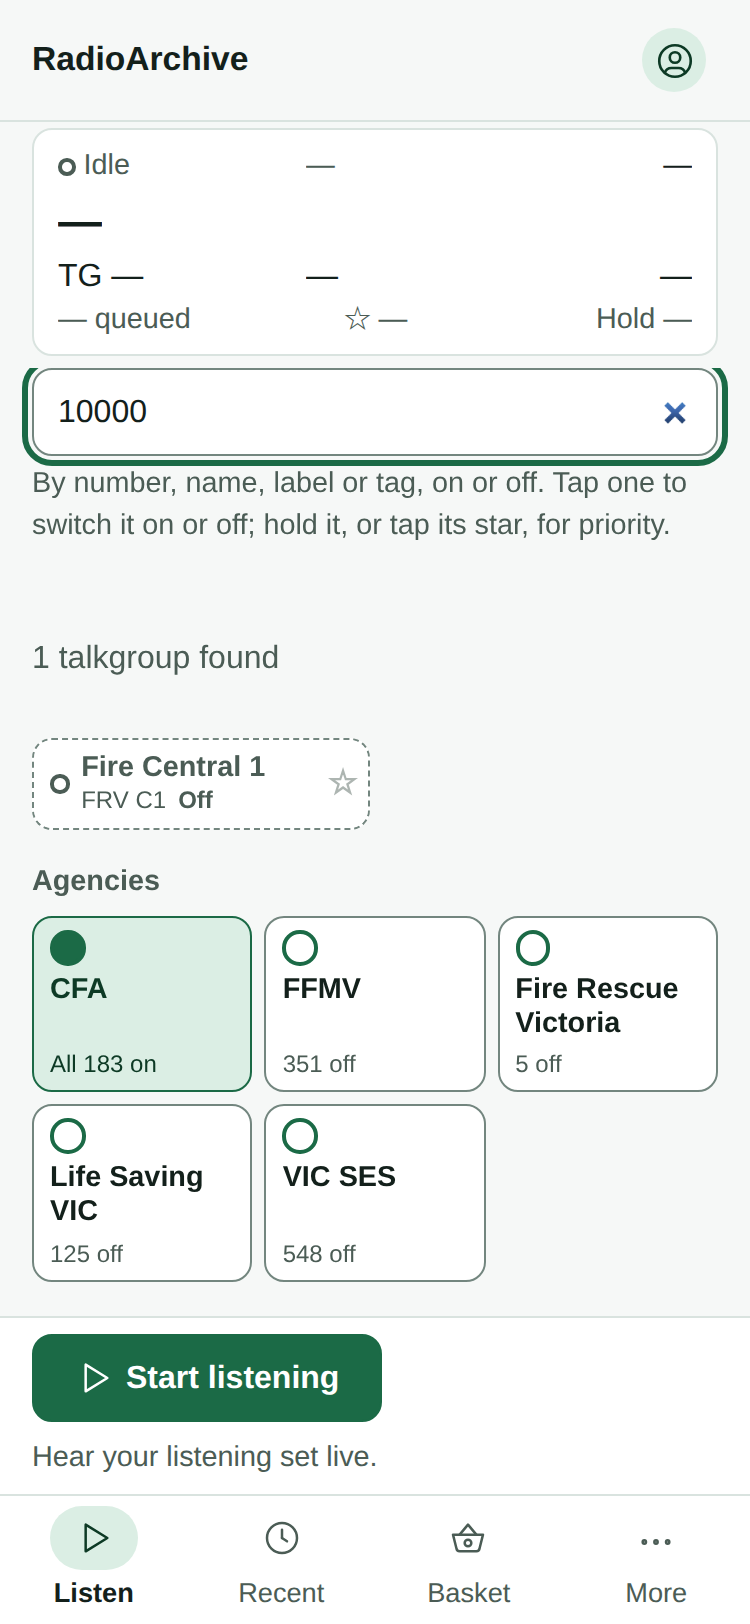 RadioArchive
Idle — —
—
TG — — —
— queued ☆ — Hold —
10000
By number, name, label or tag, on or off. Tap one to
switch it on or off; hold it, or tap its star, for priority.
1 talkgroup found
Fire Central 1
FRV C1 Off
Agencies
CFA
All 183 on
FFMV
351 off
Fire Rescue
Victoria
5 off
Life Saving
VIC
125 off
VIC SES
548 off
Start listening
Hear your listening set live.
Listen Recent Basket More